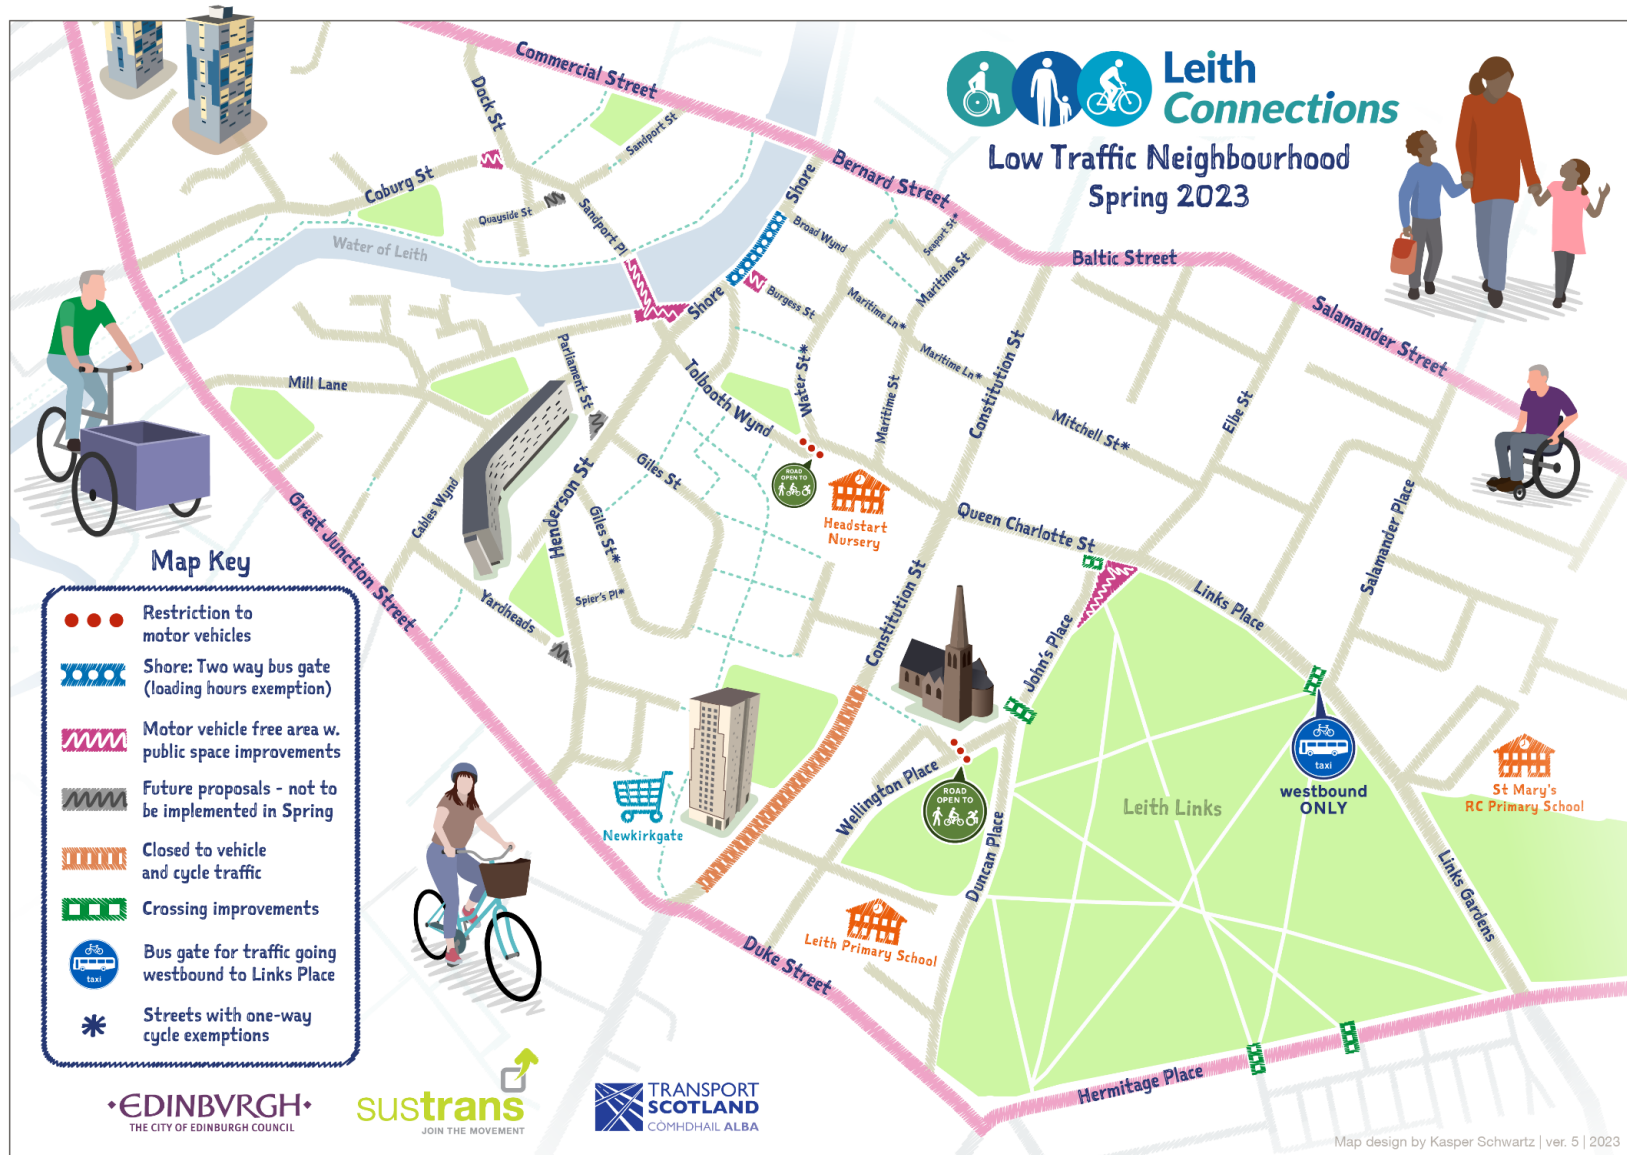 Leith
Connections
Low Traffic Neighbourhood
Spring 2023
Commercial Street
Dock St
Sandport St
Coburg St
Quayside St
Sandport Pl
Water of Leith
Shore
Bernard Street
Broad Wynd
Seaport St*
Maritime St
Baltic Street
Salamander Street
Shore
Burgess St
Maritime Ln*
Maritime Ln*
Parliament St
Mill Lane
Tolbooth Wynd
Water St*
Maritime St
Constitution St
Mitchell St*
Elbe St
Cables Wynd
Henderson St
Giles St
Giles St*
ROAD
OPEN TO
Headstart
Nursery
Queen Charlotte St
Salamander Place
Great Junction Street
Yardheads
Spier's Pl*
Constitution St
John's Place
Links Place
Newkirkgate
Wellington Place
ROAD
OPEN TO
Duncan Place
Leith Links
taxi
westbound
ONLY
St Mary's
RC Primary School
Links Gardens
Leith Primary School
Duke Street
Hermitage Place
Map Key
Restriction to
motor vehicles
Shore: Two way bus gate
(loading hours exemption)
Motor vehicle free area w.
public space improvements
Future proposals - not to
be implemented in Spring
Closed to vehicle
and cycle traffic
Crossing improvements
taxi
Bus gate for traffic going
westbound to Links Place
Streets with one-way
cycle exemptions
•EDINBVRGH•
THE CITY OF EDINBURGH COUNCIL
sustrans
JOIN THE MOVEMENT
TRANSPORT
SCOTLAND
CÒMHDHAIL ALBA
Map design by Kasper Schwartz | ver. 5 | 2023